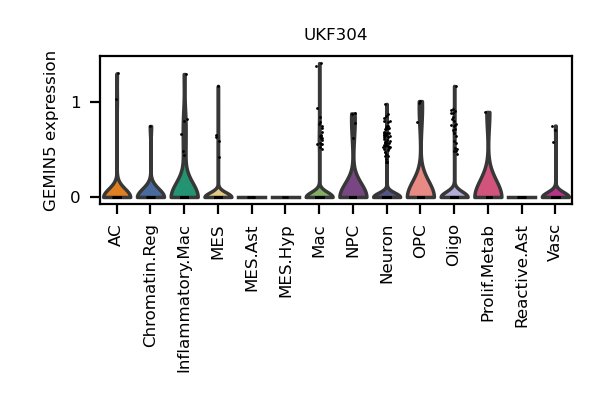 UKF304
GEMIN5 expression
1
0
AC
Chromatin.Reg
Inflammatory.Mac
MES
MES.Ast
MES.Hyp
Mac
NPC
Neuron
OPC
Oligo
Prolif.Metab
Reactive.Ast
Vasc